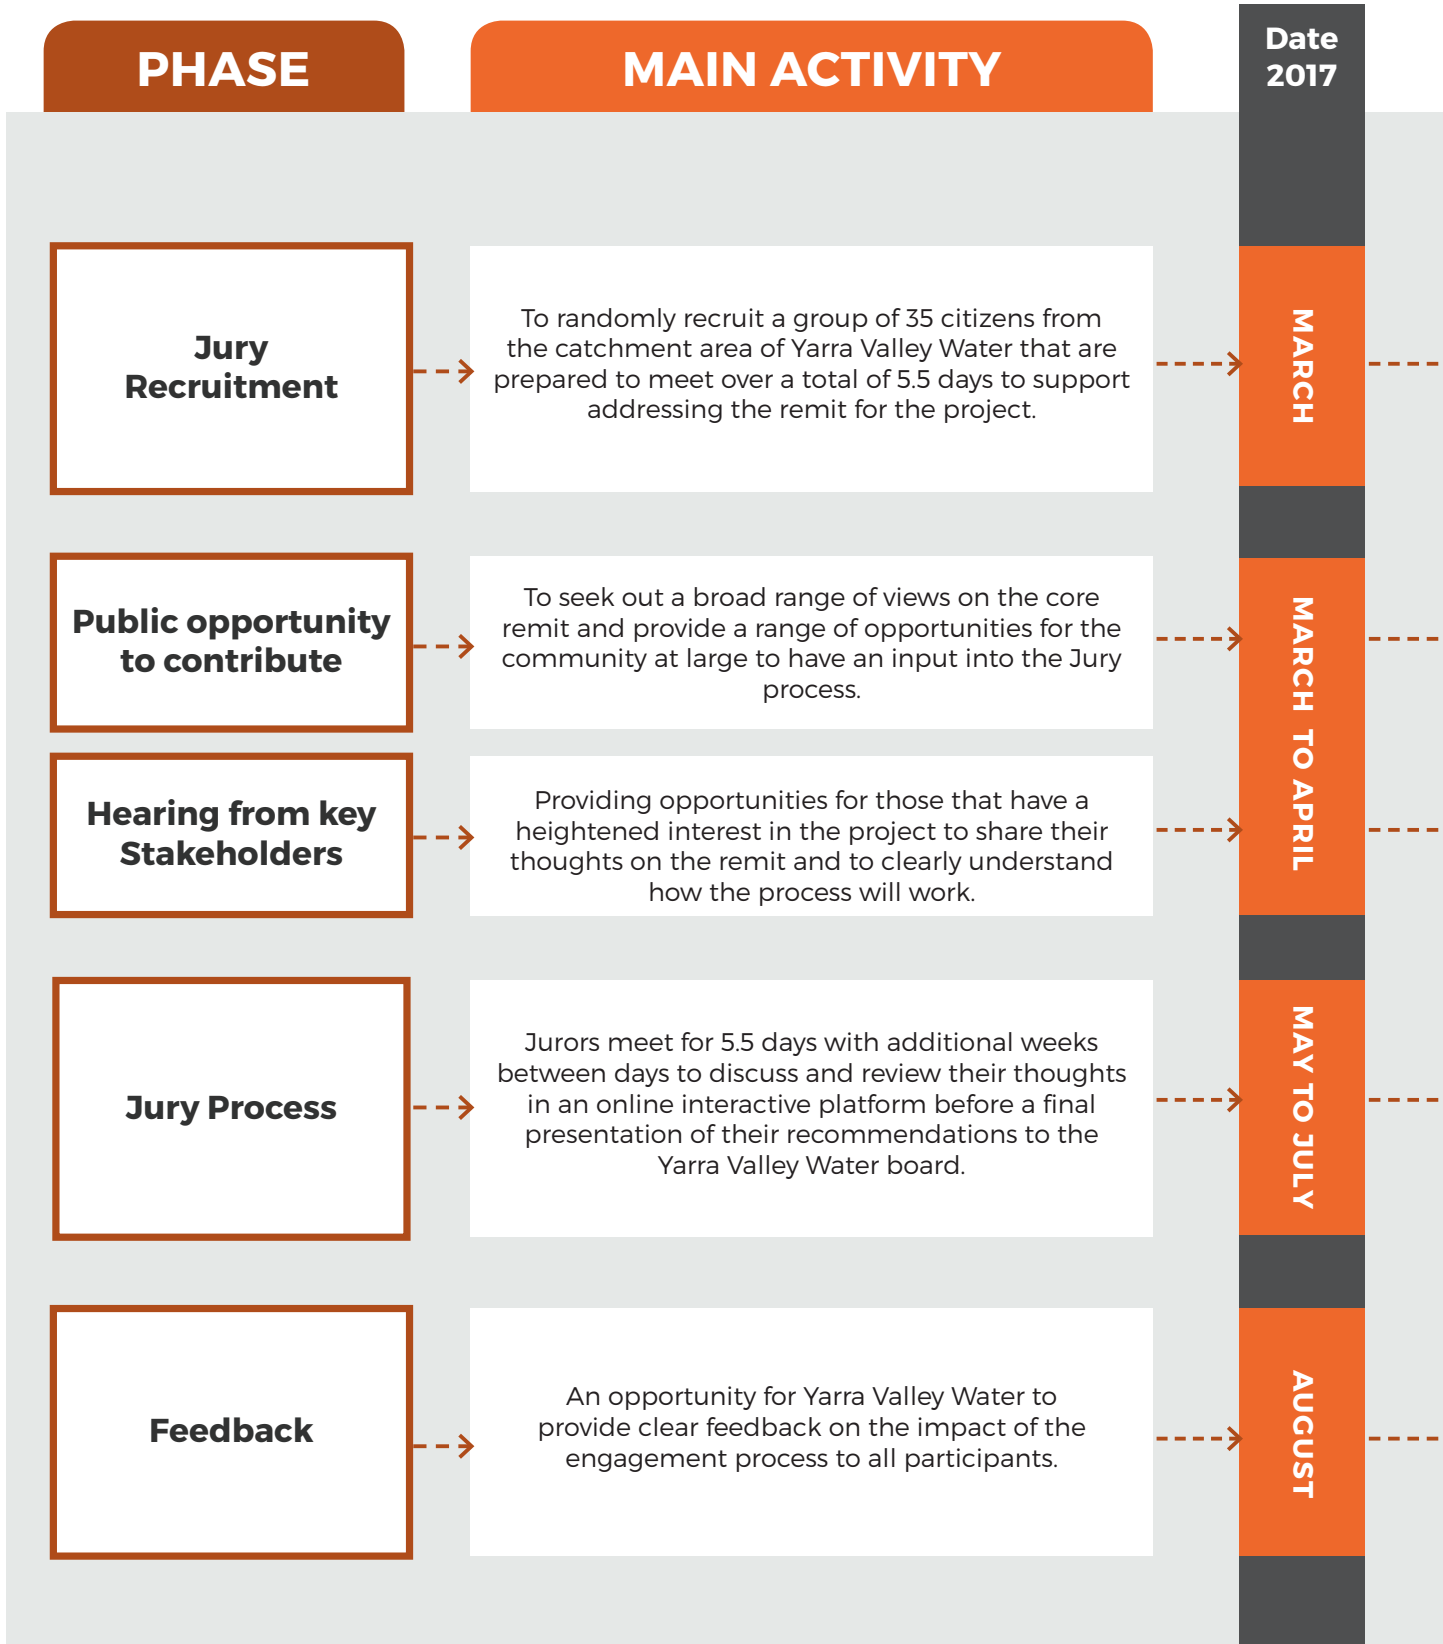 PHASE
MAIN ACTIVITY
Date
2017
Jury
Recruitment
To randomly recruit a group of 35 citizens from
the catchment area of Yarra Valley Water that are
prepared to meet over a total of 5.5 days to support
addressing the remit for the project.
MARCH
Public opportunity
to contribute
To seek out a broad range of views on the core
remit and provide a range of opportunities for the
community at large to have an input into the Jury
process.
MARCH TO APRIL
Hearing from key
Stakeholders
Providing opportunities for those that have a
heightened interest in the project to share their
thoughts on the remit and to clearly understand
how the process will work.
Jury Process
Jurors meet for 5.5 days with additional weeks
between days to discuss and review their thoughts
in an online interactive platform before a final
presentation of their recommendations to the
Yarra Valley Water board.
MAY TO JULY
Feedback
An opportunity for Yarra Valley Water to
provide clear feedback on the impact of the
engagement process to all participants.
AUGUST